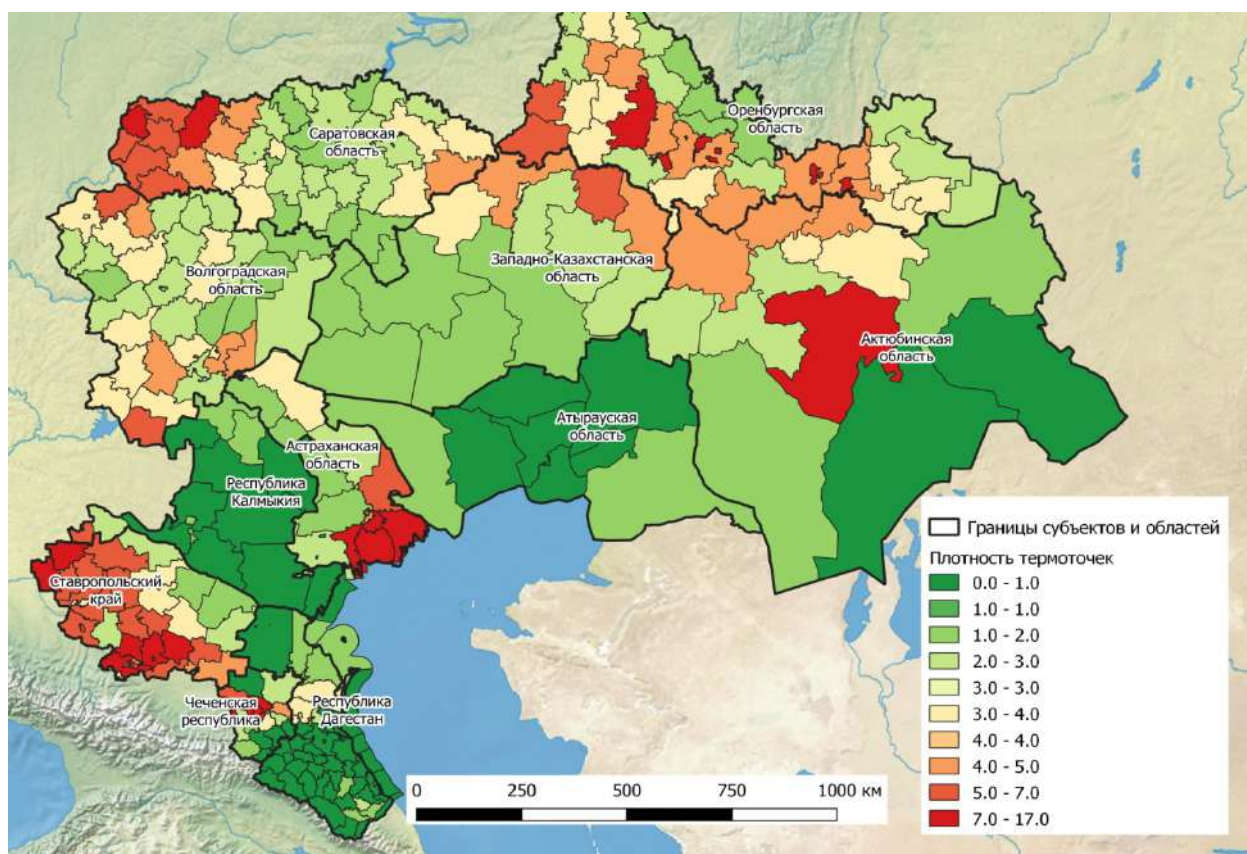 Оренбургская
область
Саратовская
область
Западно-Казахстанская
область
Волгоградская
область
Актюбинская
область
Атырауская
область
Астраханская
область
Республика
Калмыкия
Ставропольский
край
Чеченская
республика
Республика
Дагестан
Границы субъектов и областей
Плотность термоточек
0.0 - 1.0
1.0 - 1.0
1.0 - 2.0
2.0 - 3.0
3.0 - 3.0
3.0 - 4.0
4.0 - 4.0
4.0 - 5.0
5.0 - 7.0
7.0 - 17.0
0 250 500 750 1000 км